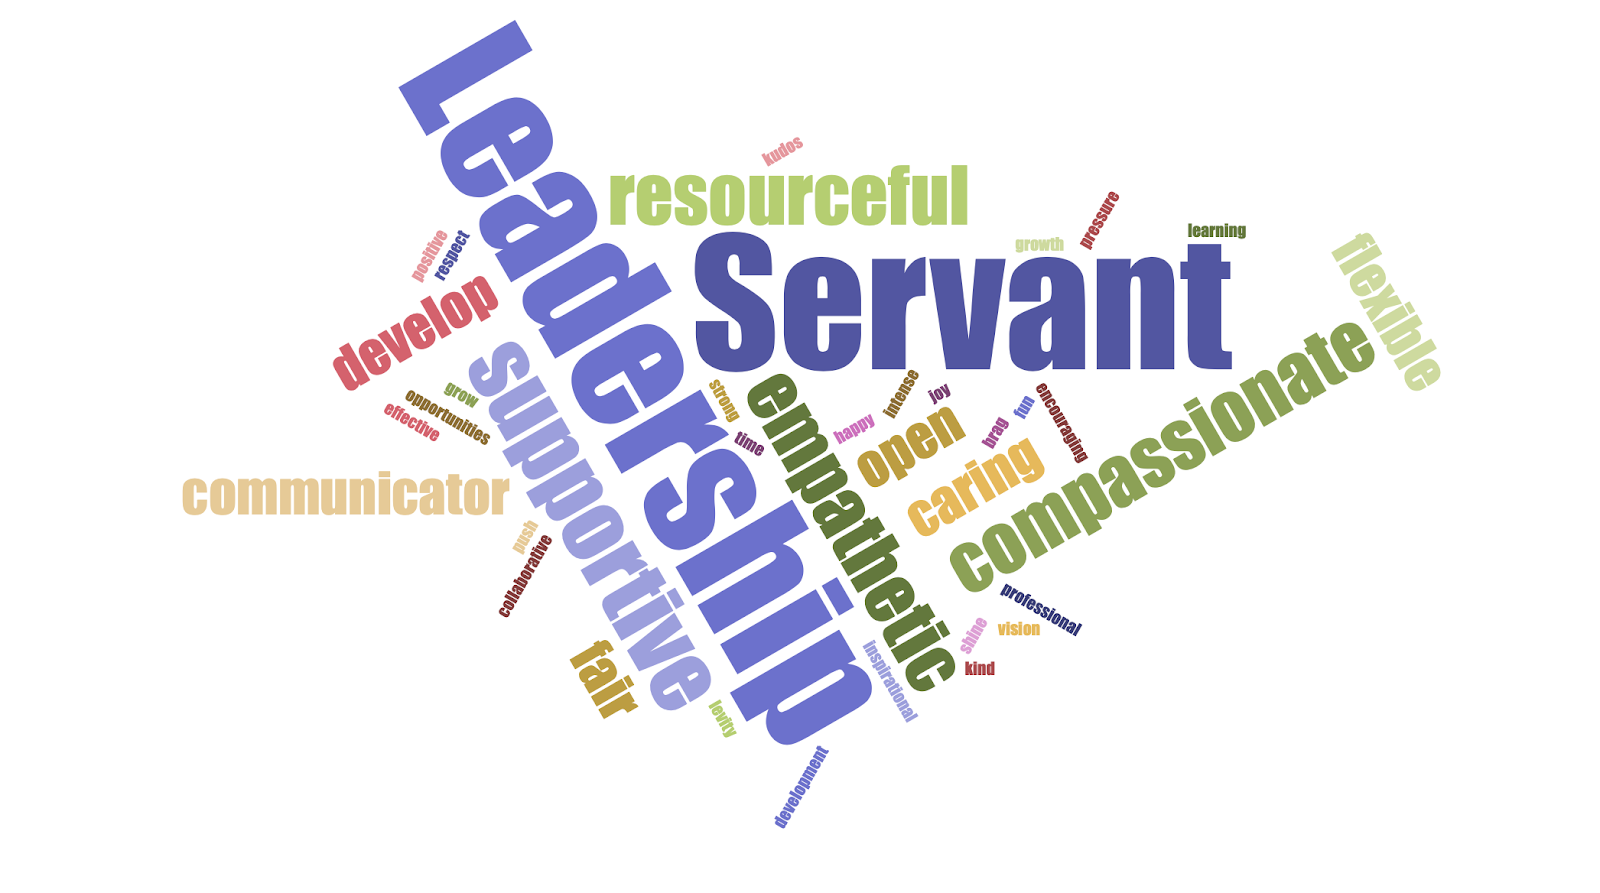 Leadership
kudos
resourceful
pressure
learning
growth
Servant
positive
respect
flexible
develop
compassionate
supportive
empathetic
strong
intense
joy
encouraging
fun
grow
opportunities
effective
happy
open
brag
time
caring
communicator
push
collaborative
professional
shine
vision
kind
fair
inspirational
levity
development